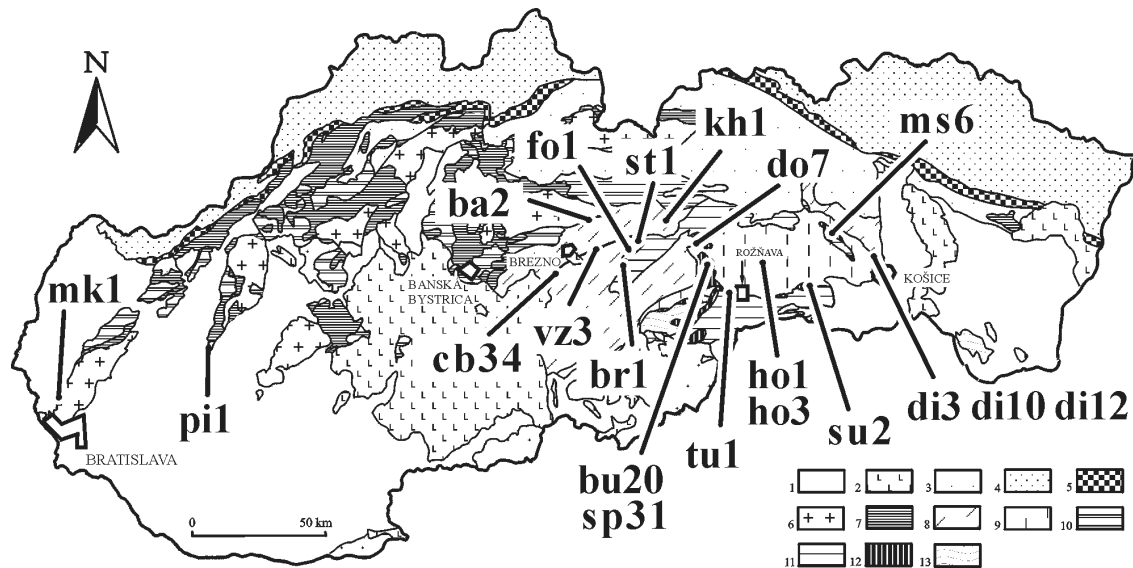 N
kh1
ms6
fo1
st1
do7
ba2
BREZNO
ROŽŇAVA
KOŠICE
BANSKÁ
BYSTRICA
mk1
vz3
cb34
br1
ho1
ho3
di3 di10 di12
pi1
su2
tu1
BRATISLAVA
bu20
sp31
0 50 km
1 2 3 4 5
6 7 8 9 10
11 12 13